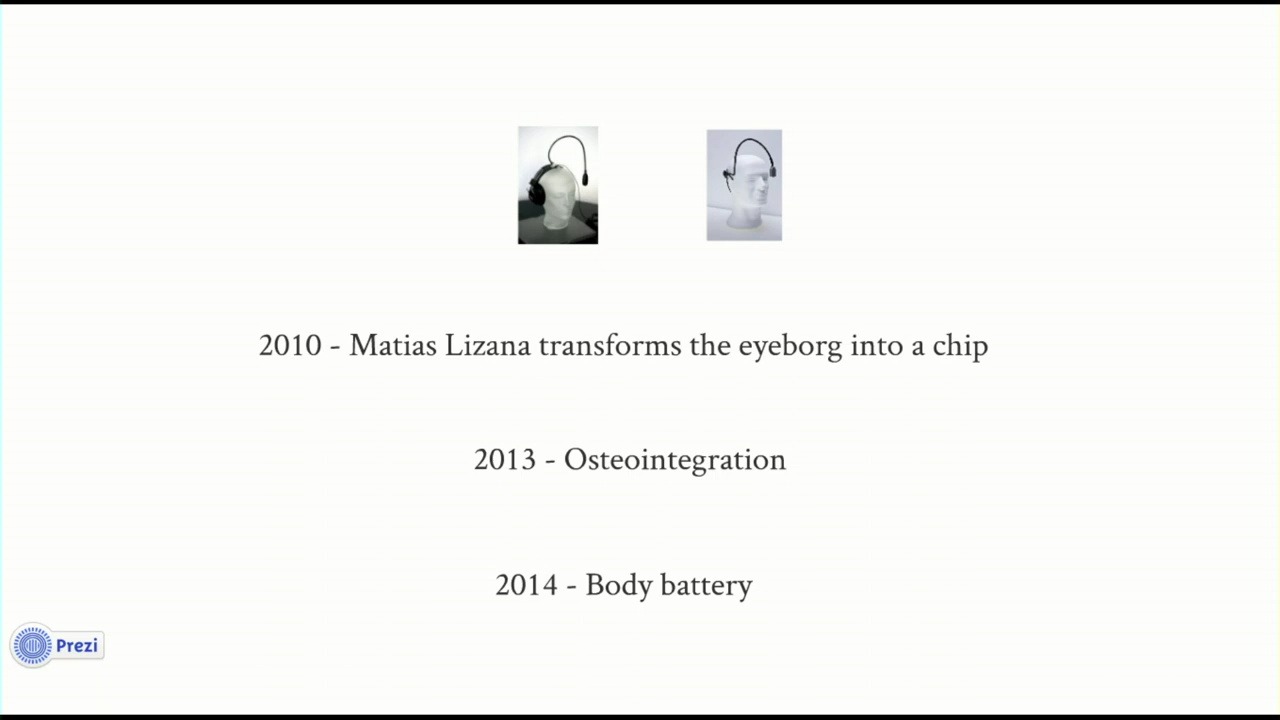 2010 - Matias Lizana transforms the eyeborg into a chip
2013 - Osteointegration
2014 - Body battery
Prezi